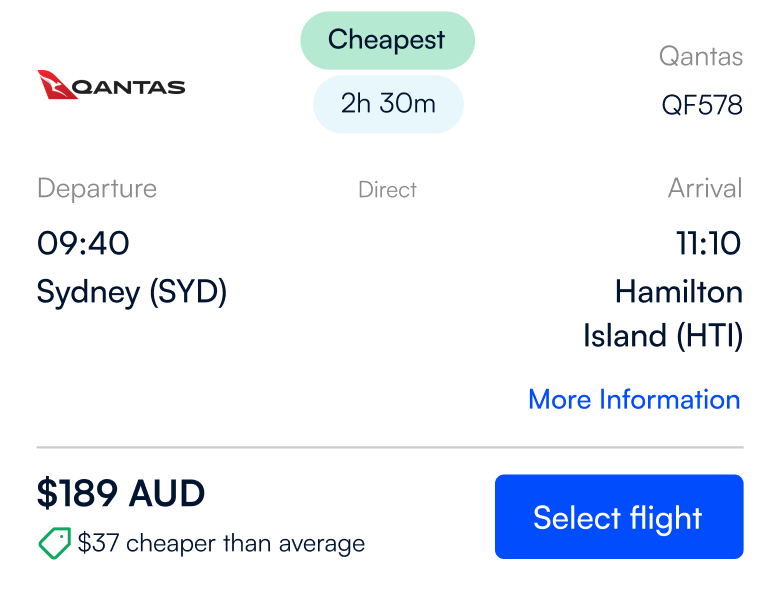 Cheapest
QANTAS
2h 30m
Qantas
QF578
Departure
Direct
Arrival
09:40
11:10
Sydney (SYD)
Hamilton
Island (HTI)
More Information
$189 AUD
$37 cheaper than average
Select flight